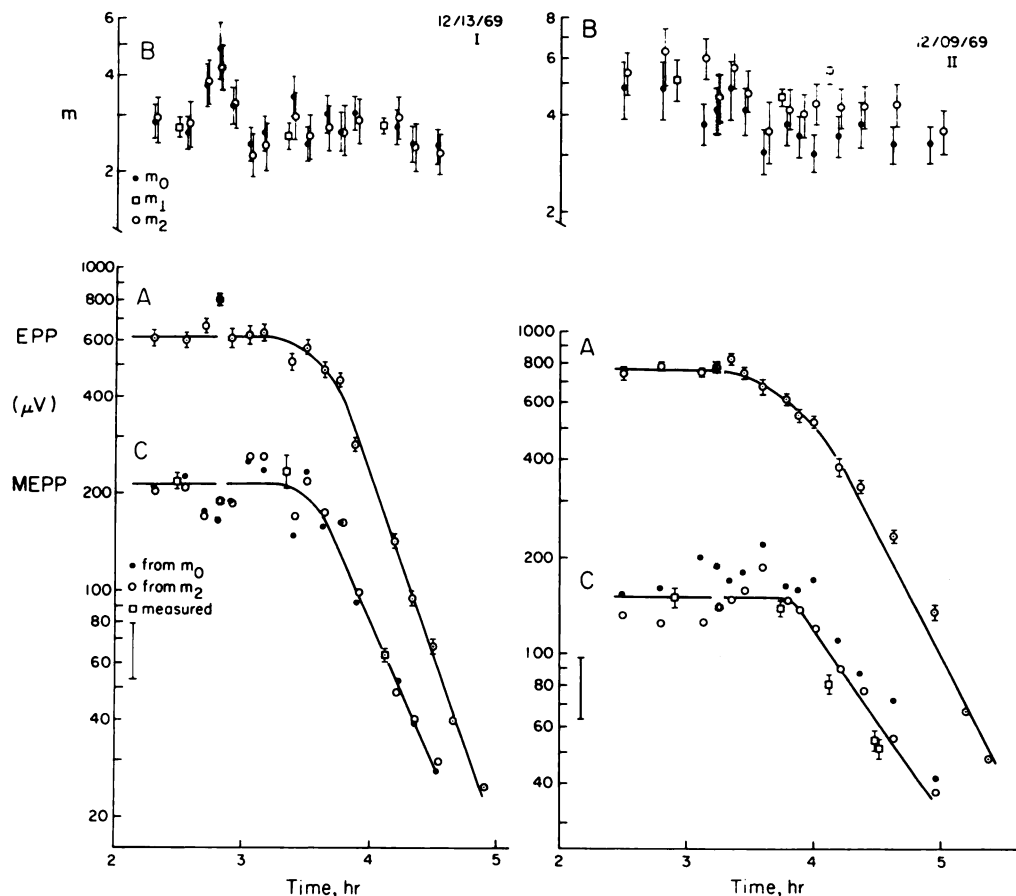 12/13/69
I
B
6
4
m
2
● m0
□ m1
○ m2
1000
800
600
400
200
100
80
60
40
20
A
EPP
(μV)
C
MEPP
● from m0
○ from m2
□ measured
2 3 4 5
Time, hr
12/09/69
II
B
8
6
4
2
1000
800
600
400
200
100
80
60
40
A
C
2 3 4 5
Time, hr